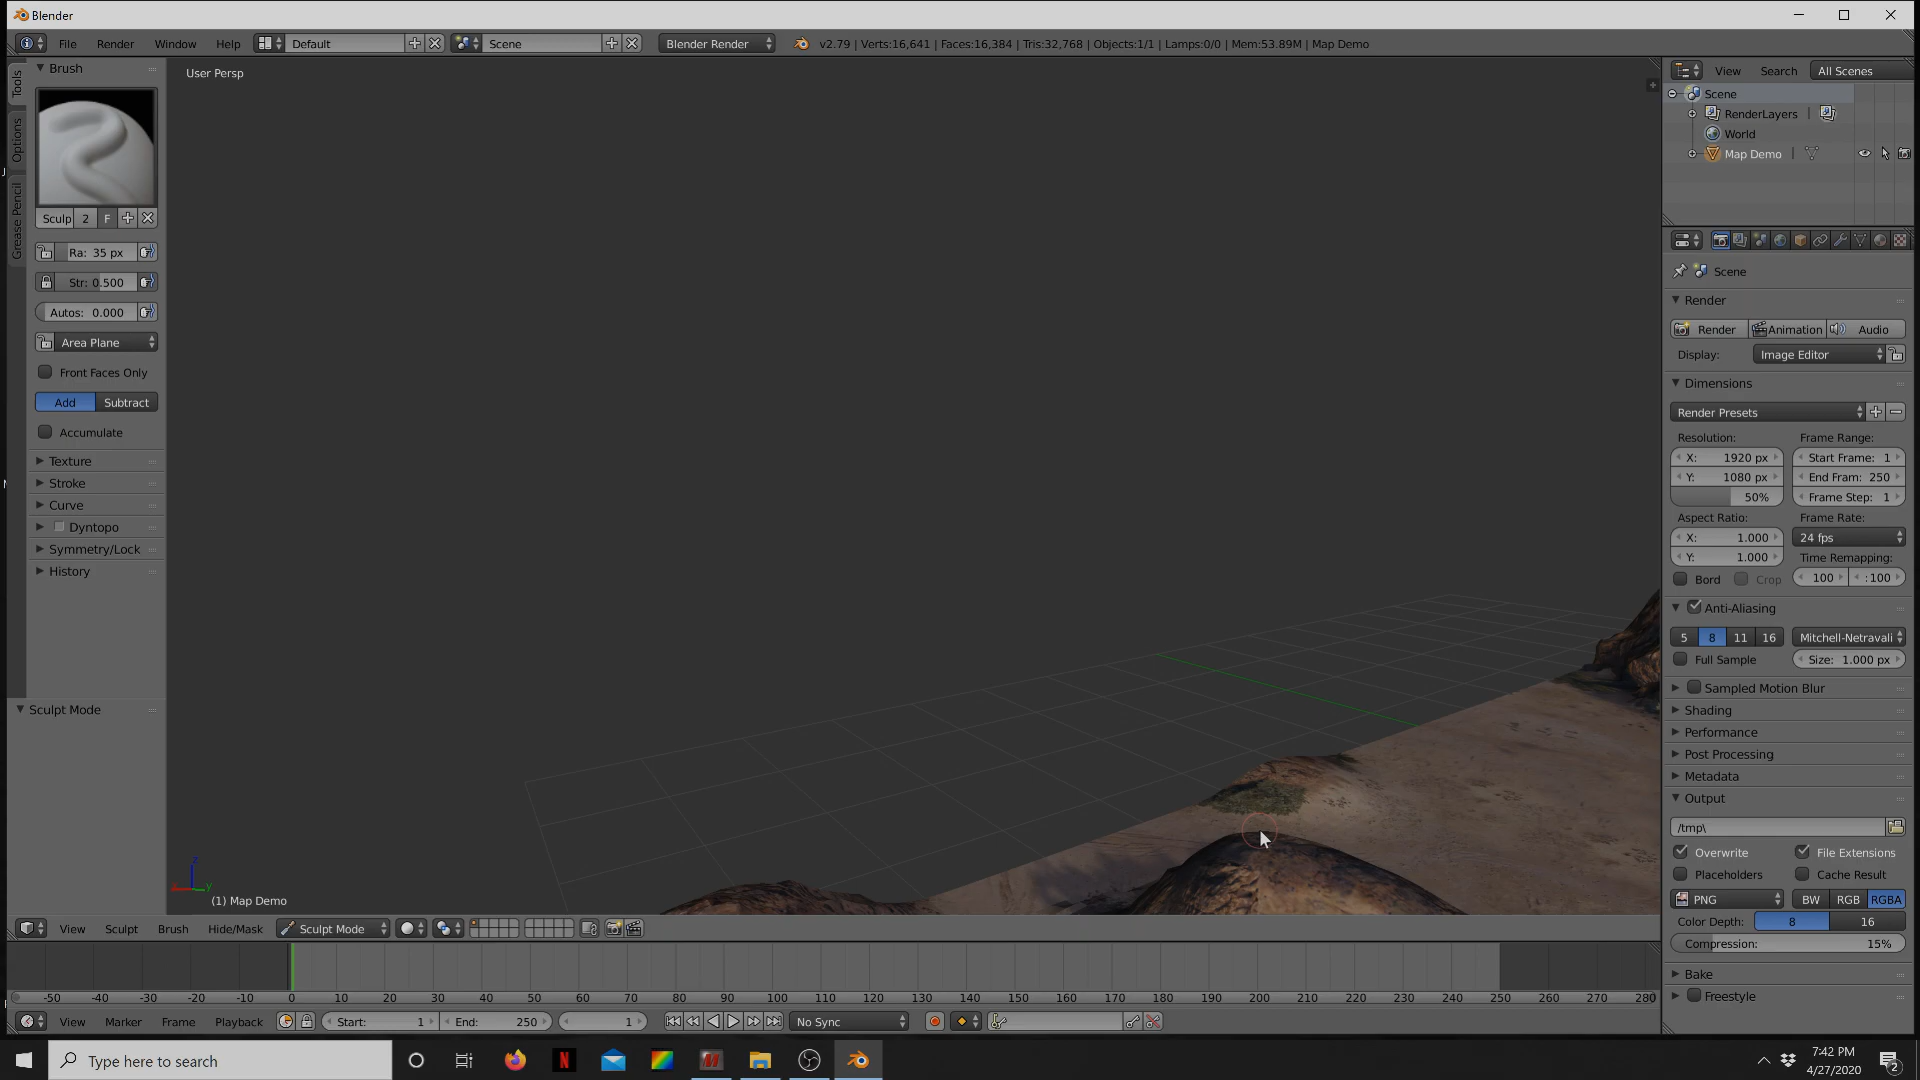 Blender
File Render Window Help Default Scene Blender Render v2.79 | Verts:16,641 | Faces:16,384 | Tris:32,768 | Objects:1/1 | Lamps:0/0 | Mem:53.89M | Map Demo
Tools
Options
Grease Pencil
Brush
Sculp 2 F
Ra: 35 px
Str: 0.500
Autos: 0.000
Area Plane
Front Faces Only
Add Subtract
Accumulate
Texture
Stroke
Curve
Dyntopo
Symmetry/Lock
History
Sculpt Mode
User Persp
z
y
(1) Map Demo
View Sculpt Brush Hide/Mask Sculpt Mode
-50 -40 -30 -20 -10 0 10 20 30 40 50 60 70 80 90 100 110 120 130 140 150 160 170 180 190 200 210 220 230 240 250 260 270 280
View Marker Frame Playback Start: 1 End: 250 1 No Sync
View Search All Scenes
Scene
RenderLayers
World
Map Demo
Scene
Render
Render Animation Audio
Display: Image Editor
Dimensions
Render Presets
Resolution: Frame Range:
X: 1920 px Start Frame: 1
Y: 1080 px End Fram: 250
50% Frame Step: 1
Aspect Ratio: Frame Rate:
X: 1.000 24 fps
Y: 1.000 Time Remapping:
Bord Crop 100 :100
Anti-Aliasing
5 8 11 16 Mitchell-Netravali
Full Sample Size: 1.000 px
Sampled Motion Blur
Shading
Performance
Post Processing
Metadata
Output
/tmp\
Overwrite File Extensions
Placeholders Cache Result
PNG BW RGB RGBA
Color Depth: 8 16
Compression: 15%
Bake
Freestyle
Type here to search
7:42 PM
4/27/2020
2